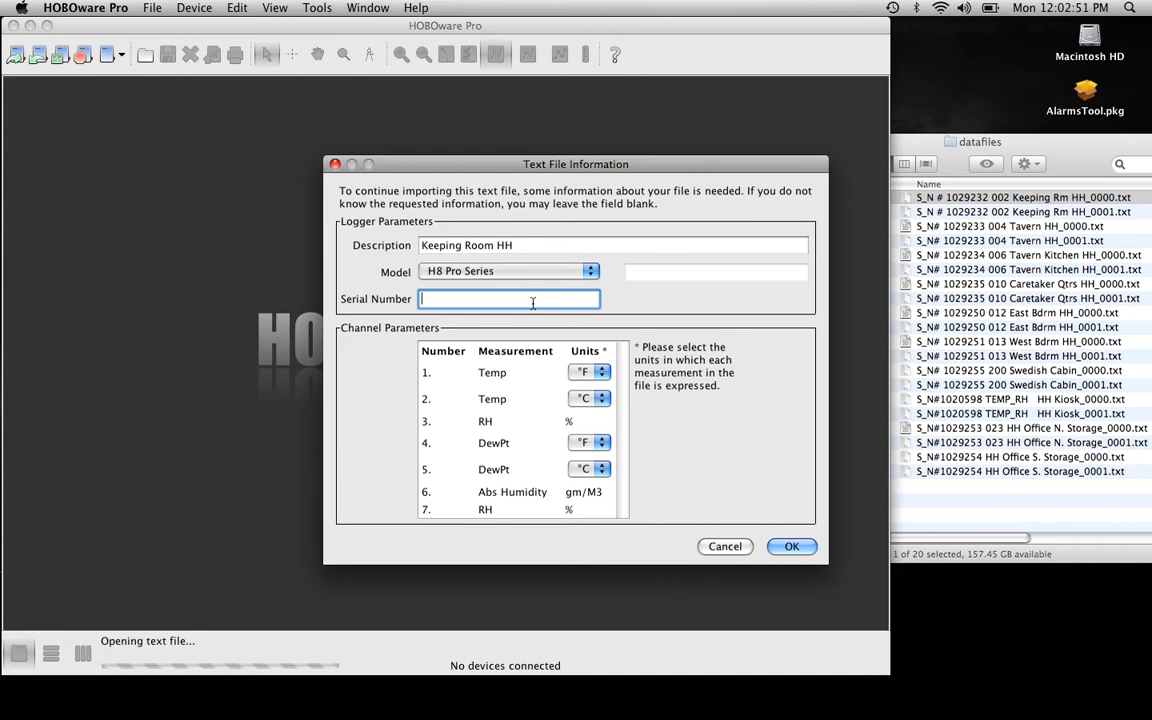 HOBOware Pro File Device Edit View Tools Window Help Mon 12:02:51 PM
HOBOware Pro
Macintosh HD
AlarmsTool.pkg
datafiles
Name
S_N # 1029232 002 Keeping Rm HH_0000.txt
S_N # 1029232 002 Keeping Rm HH_0001.txt
S_N # 1029233 004 Tavern HH_0000.txt
S_N # 1029233 004 Tavern HH_0001.txt
S_N# 1029234 006 Tavern Kitchen HH_0000.txt
S_N# 1029234 006 Tavern Kitchen HH_0001.txt
S_N# 1029235 010 Caretaker Qtrs HH_0000.txt
S_N# 1029235 010 Caretaker Qtrs HH_0001.txt
S_N# 1029250 012 East Bdrm HH_0000.txt
S_N# 1029250 012 East Bdrm HH_0001.txt
S_N# 1029251 013 West Bdrm HH_0000.txt
S_N# 1029251 013 West Bdrm HH_0001.txt
S_N# 1029255 200 Swedish Cabin_0000.txt
S_N# 1029255 200 Swedish Cabin_0001.txt
S_N#1020598 TEMP_RH HH Kiosk_0000.txt
S_N#1020598 TEMP_RH HH Kiosk_0001.txt
S_N#1029253 023 HH Office N. Storage_0000.txt
S_N#1029253 023 HH Office N. Storage_0001.txt
S_N#1029254 HH Office S. Storage_0000.txt
S_N#1029254 HH Office S. Storage_0001.txt
1 of 20 selected, 157.45 GB available
HO
Text File Information
To continue importing this text file, some information about your file is needed. If you do not
know the requested information, you may leave the field blank.
Logger Parameters
Description Keeping Room HH
Model H8 Pro Series
Serial Number
Channel Parameters
Number Measurement Units *
1. Temp °F
2. Temp °C
3. RH %
4. DewPt °F
5. DewPt °C
6. Abs Humidity gm/M3
7. RH %
* Please select the
units in which each
measurement in the
file is expressed.
Cancel OK
Opening text file...
No devices connected